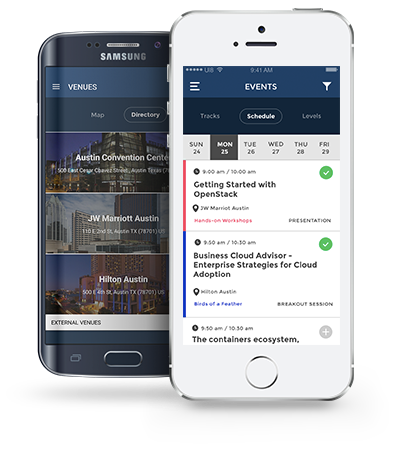 SAMSUNG
VENUES
Map
Directory
Austin Convention Cente
500 East Cesar Chavez Street, Austin Texas (78701)
JW Marriott Austin
110 E 2nd St, Austin TX (78701) US
Hilton Austin
500 E 4th St, Austin TX (78701) US
EXTERNAL VENUES
UI8
9:41 AM
EVENTS
Tracks
Schedule
Levels
SUN MON TUE WED THU FRI
24 25 26 27 28 29
9:00 am / 10:00 am
Getting Started with
OpenStack
JW Marriot Austin
Hands-on Workshops
PRESENTATION
9:50 am / 10:30 am
Business Cloud Advisor -
Enterprise Strategies for Cloud
Adoption
Hilton Austin
Birds of a Feather
BREAKOUT SESSION
9:50 am / 10:30 am
The containers ecosystem,